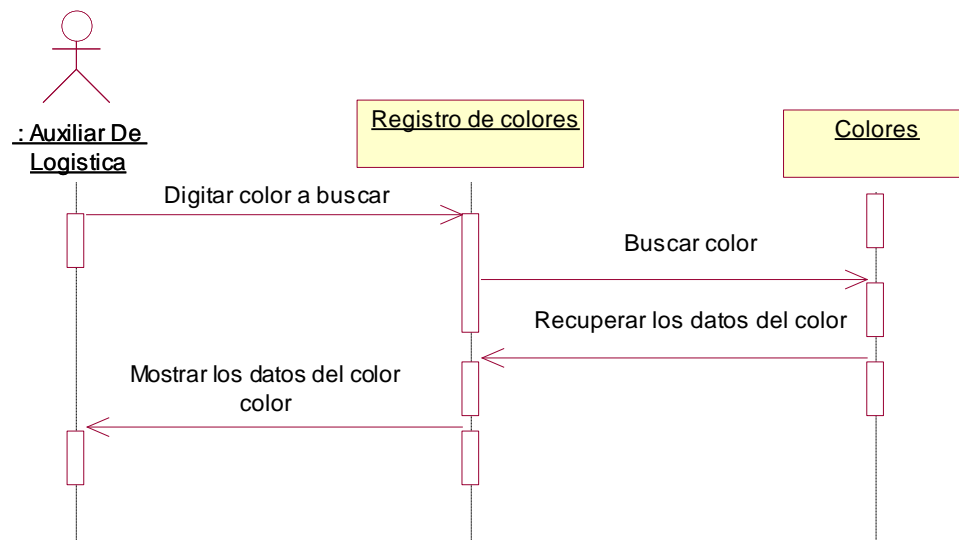 : Auxiliar De
Logistica
Registro de colores
Colores
Digitar color a buscar
Buscar color
Recuperar los datos del color
Mostrar los datos del color
color